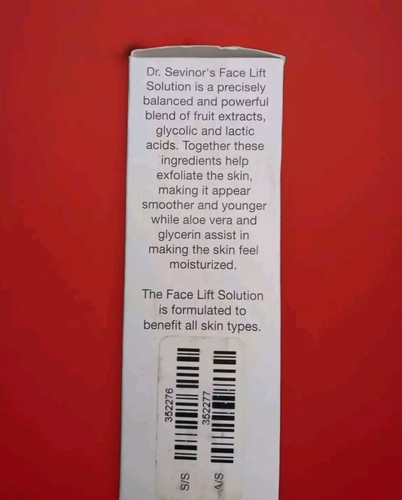 Dr. Sevinor's Face Lift
Solution is a precisely
balanced and powerful
blend of fruit extracts,
glycolic and lactic
acids. Together these
ingredients help
exfoliate the skin,
making it appear
smoother and younger
while aloe vera and
glycerin assist in
making the skin feel
moisturized.
The Face Lift Solution
is formulated to
benefit all skin types.
352276
S/S
352277
A/S